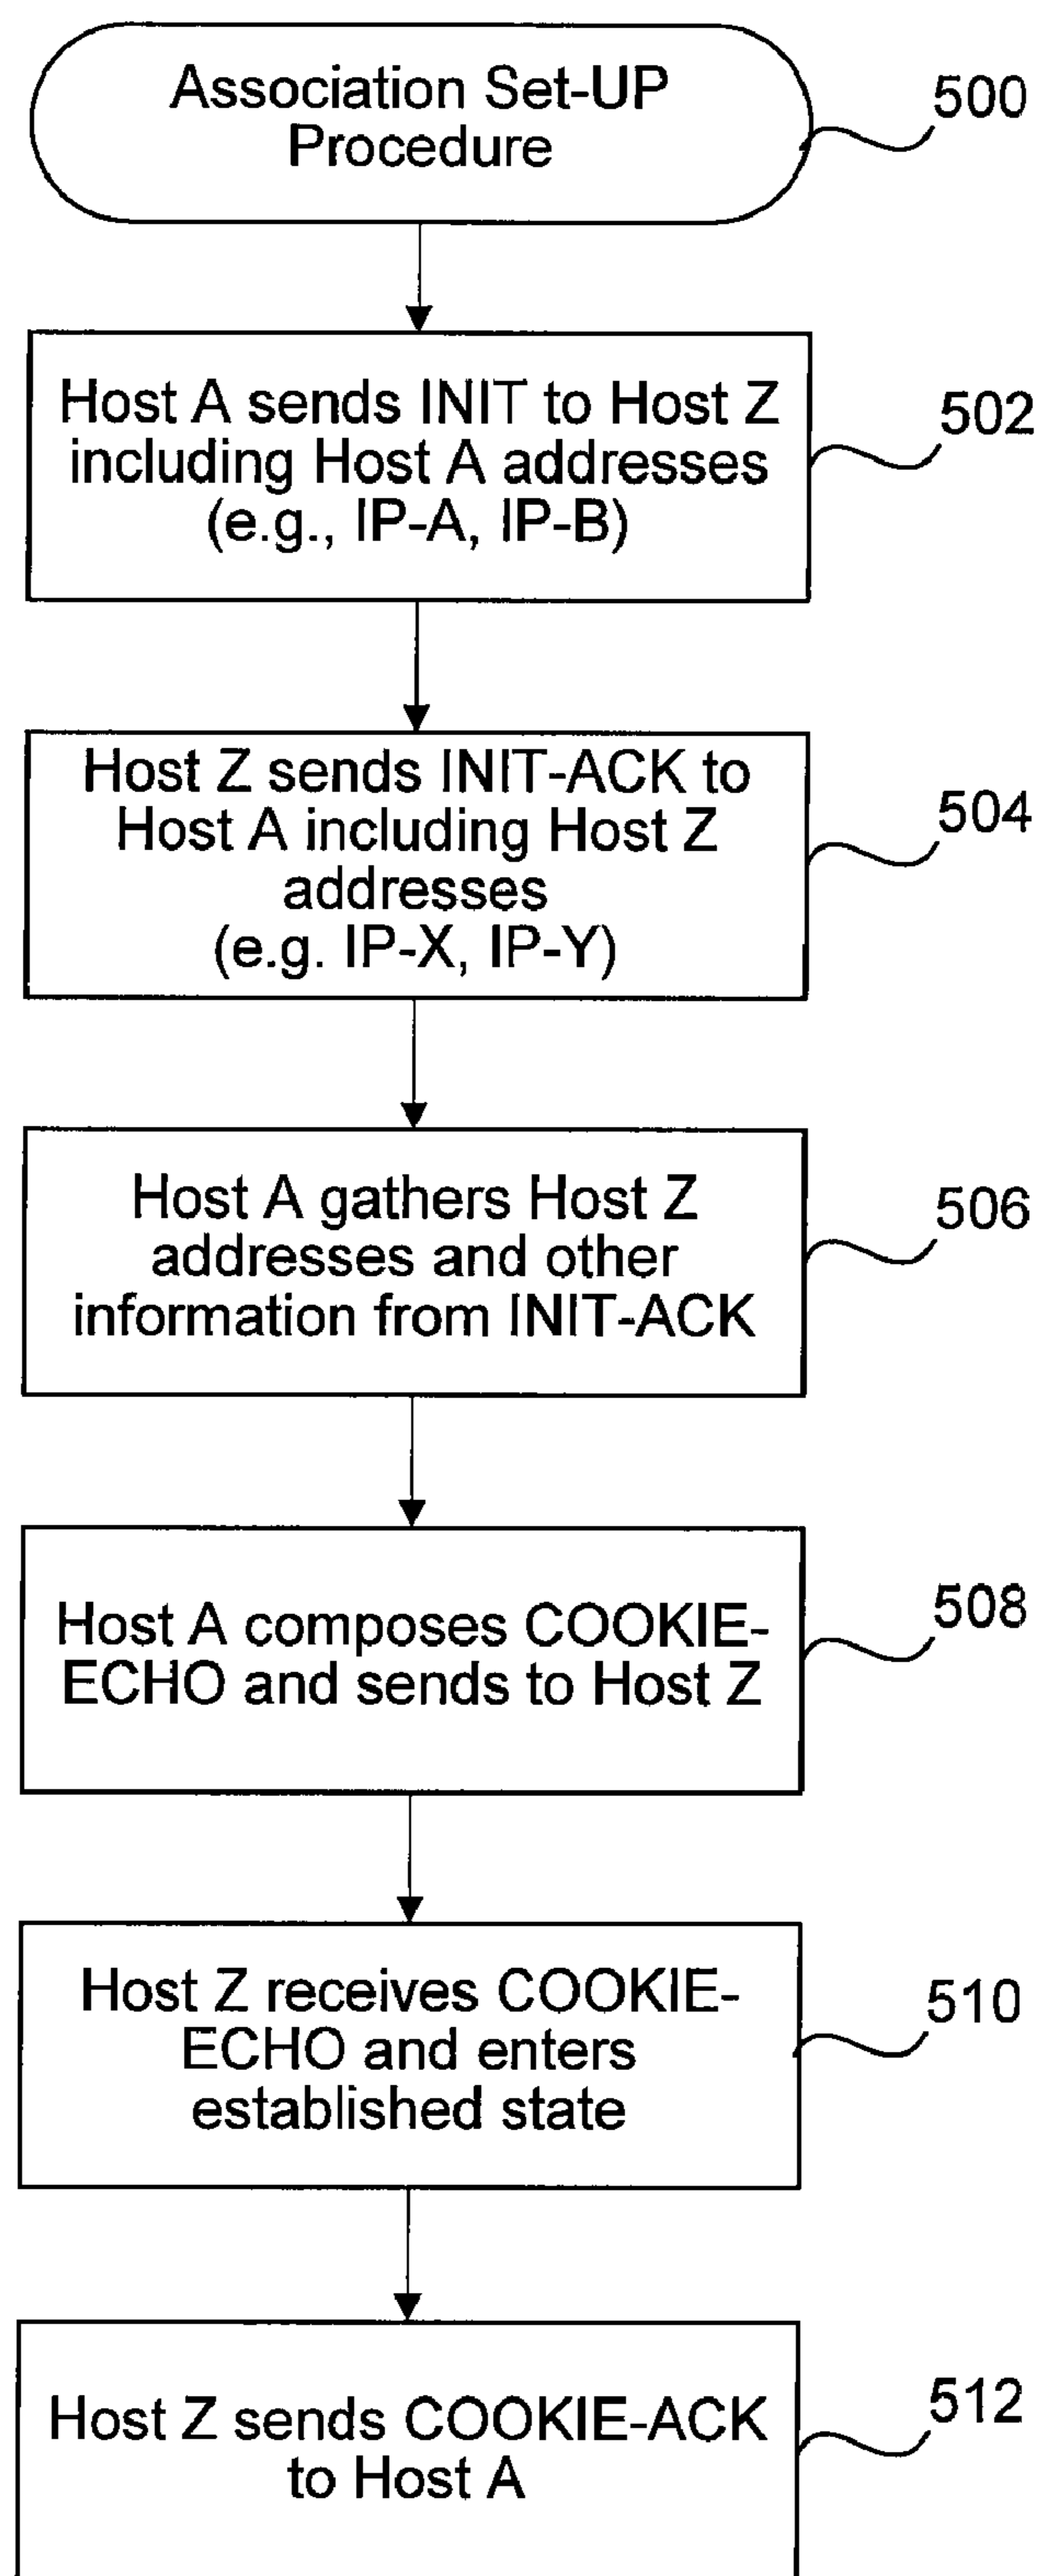 Association Set-UP
Procedure
500
Host A sends INIT to Host Z
including Host A addresses
(e.g., IP-A, IP-B)
502
Host Z sends INIT-ACK to
Host A including Host Z
addresses
(e.g. IP-X, IP-Y)
504
Host A gathers Host Z
addresses and other
information from INIT-ACK
506
Host A composes COOKIE-
ECHO and sends to Host Z
508
Host Z receives COOKIE-
ECHO and enters
established state
510
Host Z sends COOKIE-ACK
to Host A
512